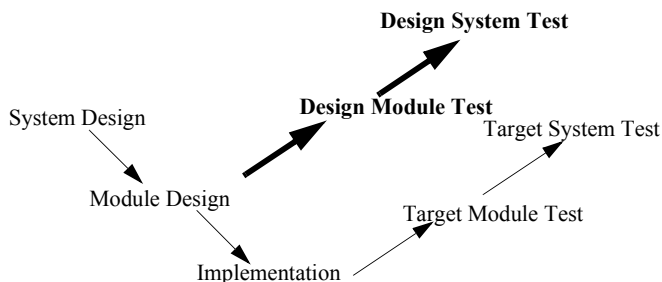 Design System Test
Design Module Test
System Design
Target System Test
Module Design
Target Module Test
Implementation